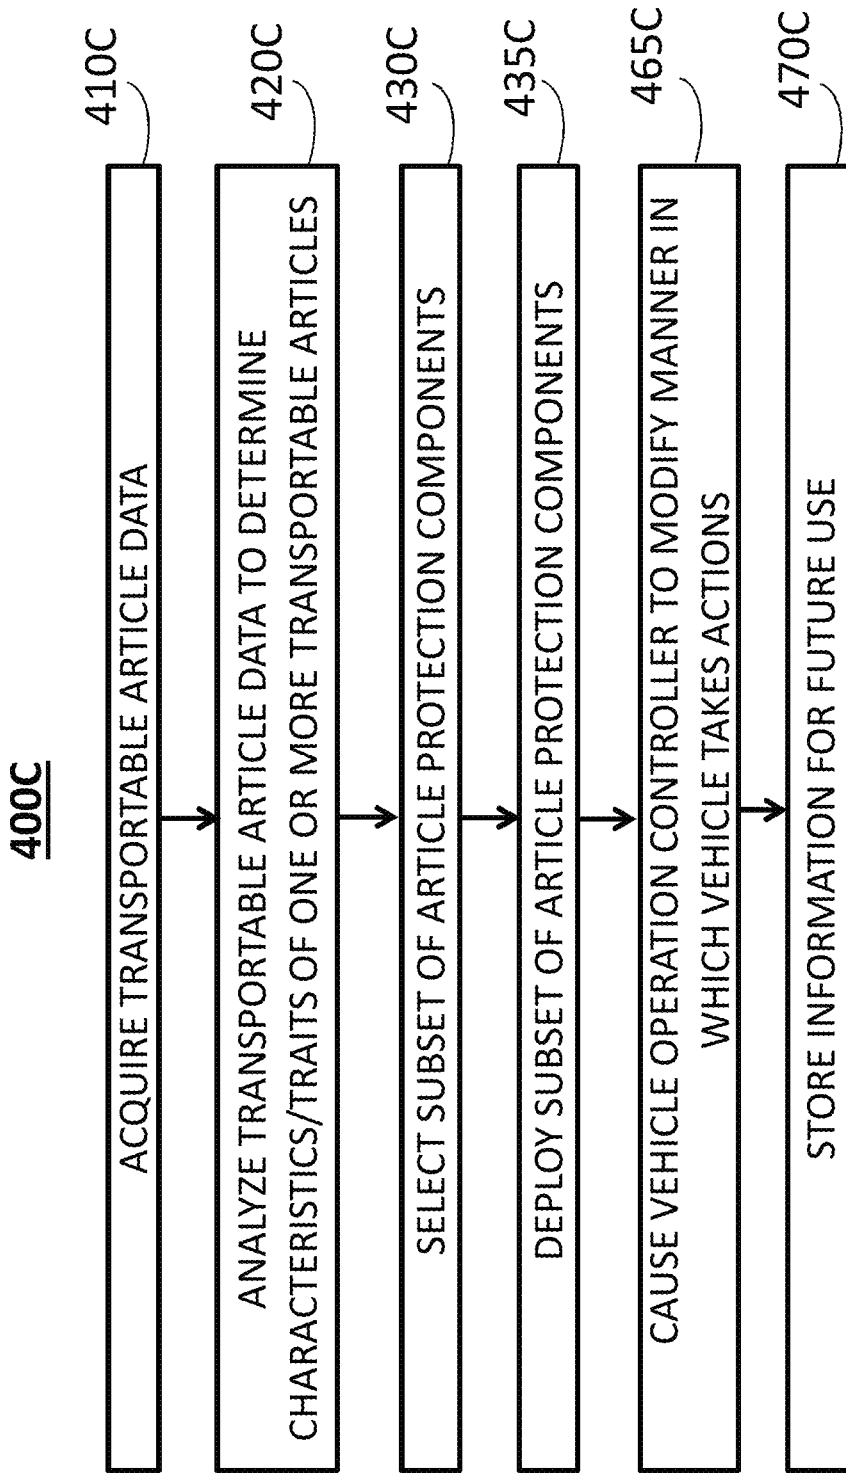 400C
ACQUIRE TRANSPORTABLE ARTICLE DATA
410C
ANALYZE TRANSPORTABLE ARTICLE DATA TO DETERMINE
CHARACTERISTICS/TRAITS OF ONE OR MORE TRANSPORTABLE ARTICLES
420C
SELECT SUBSET OF ARTICLE PROTECTION COMPONENTS
430C
DEPLOY SUBSET OF ARTICLE PROTECTION COMPONENTS
435C
CAUSE VEHICLE OPERATION CONTROLLER TO MODIFY MANNER IN
WHICH VEHICLE TAKES ACTIONS
465C
STORE INFORMATION FOR FUTURE USE
470C